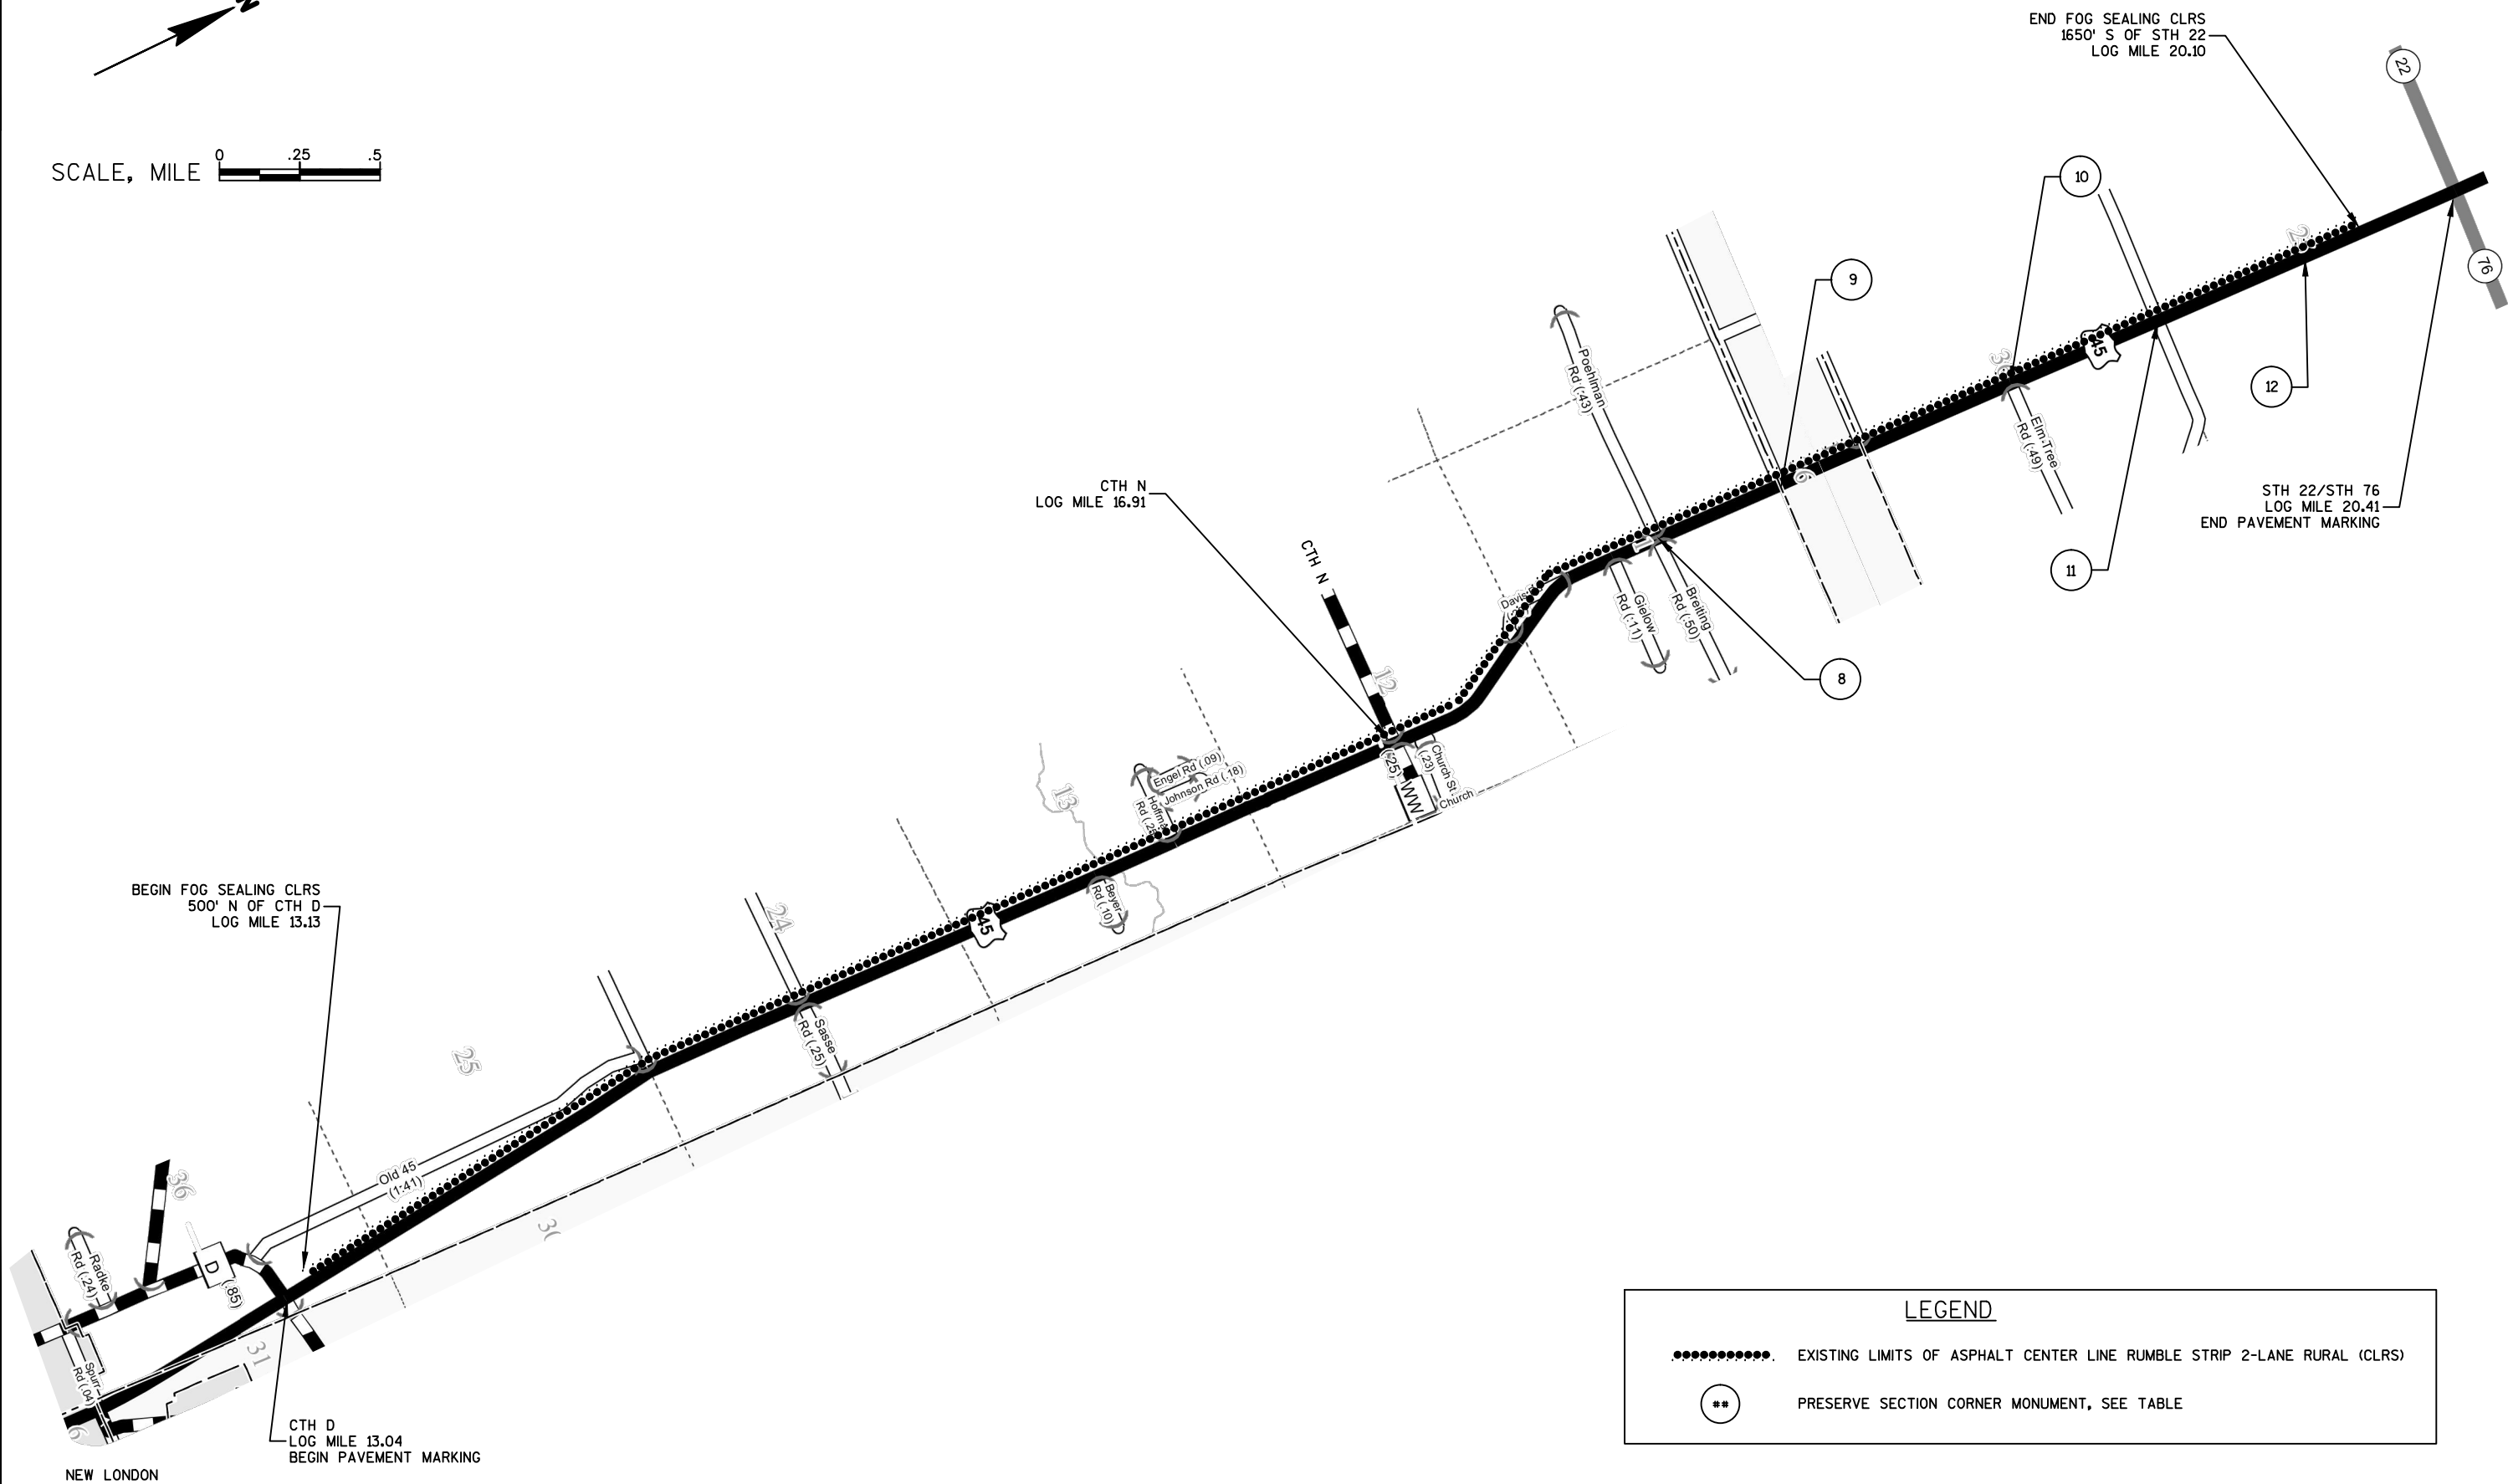 N
SCALE, MILE
0 .25 .5
END FOG SEALING CLRS
1650' S OF STH 22
LOG MILE 20.10
22
76
10
9
12
11
8
STH 22/STH 76
LOG MILE 20.41
END PAVEMENT MARKING
45
Elm Tree
Rd (.49)
6
Poehlman
Rd (.43)
Breiting
Rd (.50)
Gielow
Rd (.11)
1
Davis
CTH N
LOG MILE 16.91
CTH N
12
(.25)
WW
Church St
(.23)
Church
Engel Rd (.09)
Johnson Rd (.18)
13
Beyer
Rd (.10)
45
24
Sasse
Rd (.25)
BEGIN FOG SEALING CLRS
500' N OF CTH D
LOG MILE 13.13
25
Old 45
(1.41)
30
36
Radke
Rd (.24)
D
(.85)
31
Spurr
Rd (.04)
6
CTH D
LOG MILE 13.04
BEGIN PAVEMENT MARKING
NEW LONDON
LEGEND
EXISTING LIMITS OF ASPHALT CENTER LINE RUMBLE STRIP 2-LANE RURAL (CLRS)
## PRESERVE SECTION CORNER MONUMENT, SEE TABLE